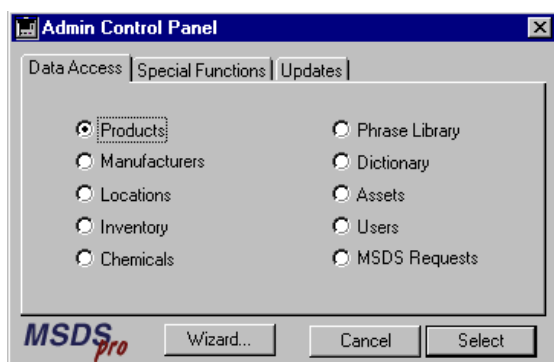 Admin Control Panel
Data Access Special Functions Updates
Products Phrase Library
Manufacturers Dictionary
Locations Assets
Inventory Users
Chemicals MSDS Requests
MSDS pro Wizard... Cancel Select